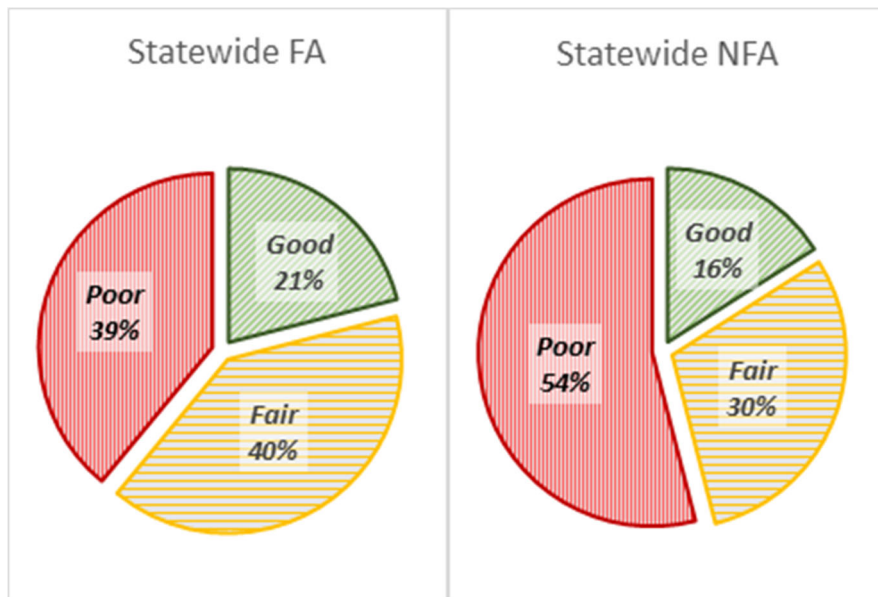 Statewide FA
Good
21%
Poor
39%
Fair
40%
Statewide NFA
Good
16%
Poor
54%
Fair
30%